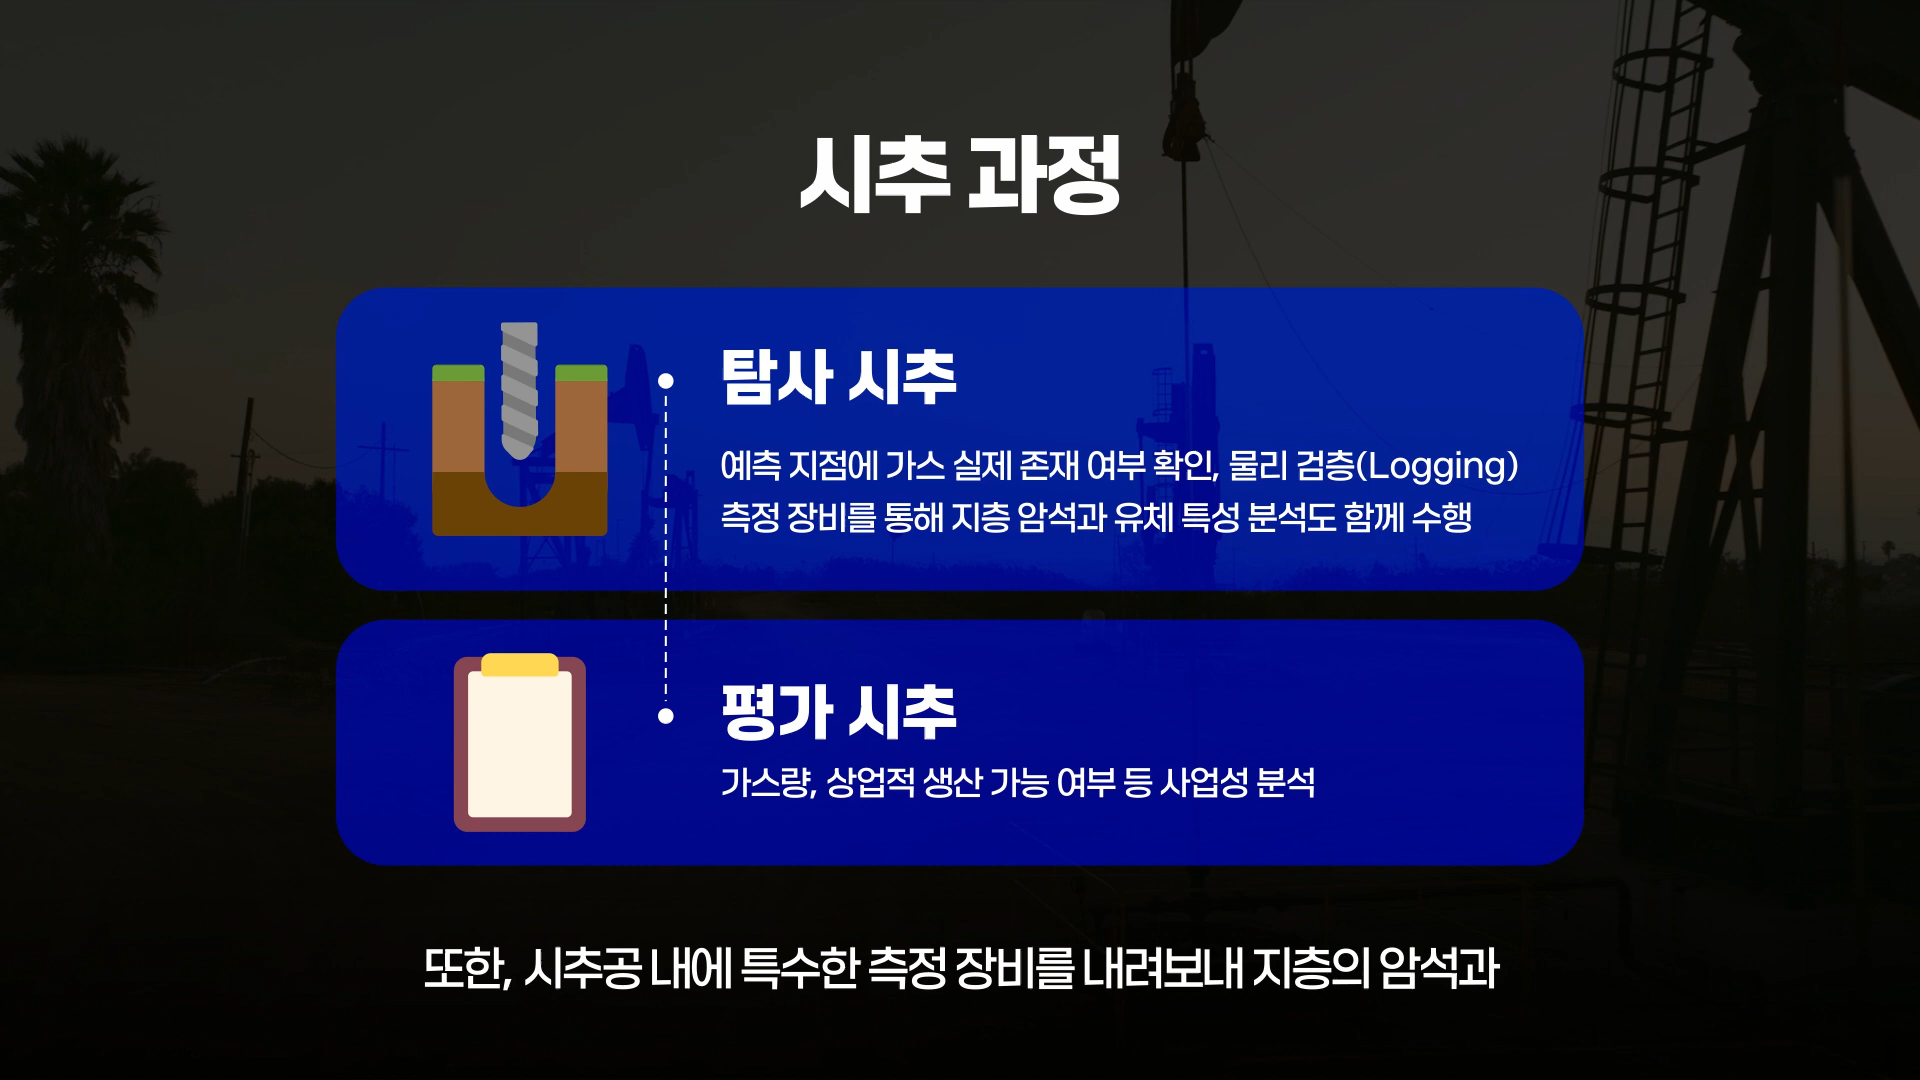 시추 과정
탐사 시추
예측 지점에 가스 실제 존재 여부 확인, 물리 검층(Logging)
측정 장비를 통해 지층 암석과 유체 특성 분석도 함께 수행
평가 시추
가스량, 상업적 생산 가능 여부 등 사업성 분석
또한, 시추공 내에 특수한 측정 장비를 내려보내 지층의 암석과